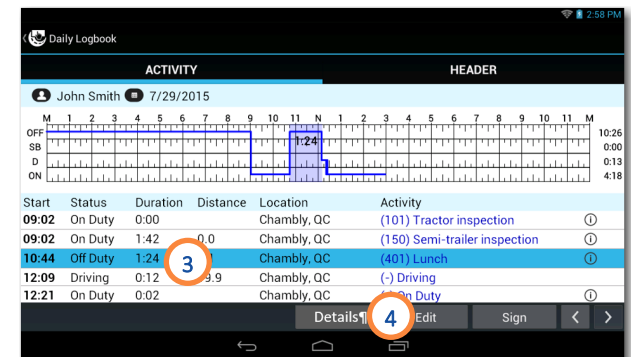 2:58 PM
Daily Logbook
ACTIVITY HEADER
John Smith 7/29/2015
M 1 2 3 4 5 6 7 8 9 10 11 N 1 2 3 4 5 6 7 8 9 10 11 M
OFF 1:24 10:26
SB 0:00
D 0:13
ON 4:18
Start Status Duration Distance Location Activity
09:02 On Duty 0:00 Chambly, QC (101) Tractor inspection
09:02 On Duty 1:42 0.0 Chambly, QC (150) Semi-trailer inspection
10:44 Off Duty 1:24 3 Chambly, QC (401) Lunch
12:09 Driving 0:12 Chambly, QC (-) Driving
12:21 On Duty 0:02 Chambly, QC On Duty
Details¶ 4 Edit Sign < >